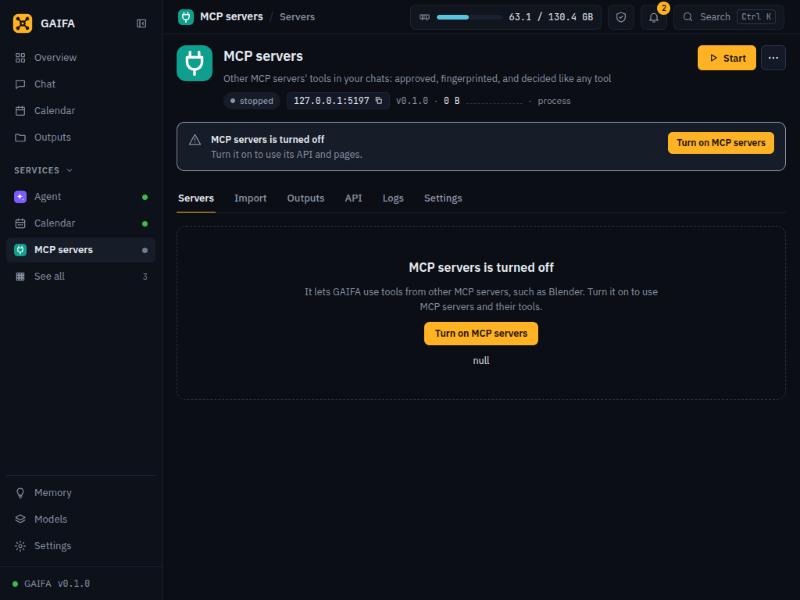 GAIFA
MCP servers / Servers
63.1 / 130.4 GB
2
Search Ctrl K
Overview
Chat
Calendar
Outputs
SERVICES
Agent
Calendar
MCP servers
See all 3
Memory
Models
Settings
GAIFA v0.1.0
MCP servers
Other MCP servers' tools in your chats: approved, fingerprinted, and decided like any tool
stopped 127.0.0.1:5197 v0.1.0 · 0 B · process
Start
MCP servers is turned off
Turn it on to use its API and pages.
Turn on MCP servers
Servers Import Outputs API Logs Settings
MCP servers is turned off
It lets GAIFA use tools from other MCP servers, such as Blender. Turn it on to use
MCP servers and their tools.
Turn on MCP servers
null